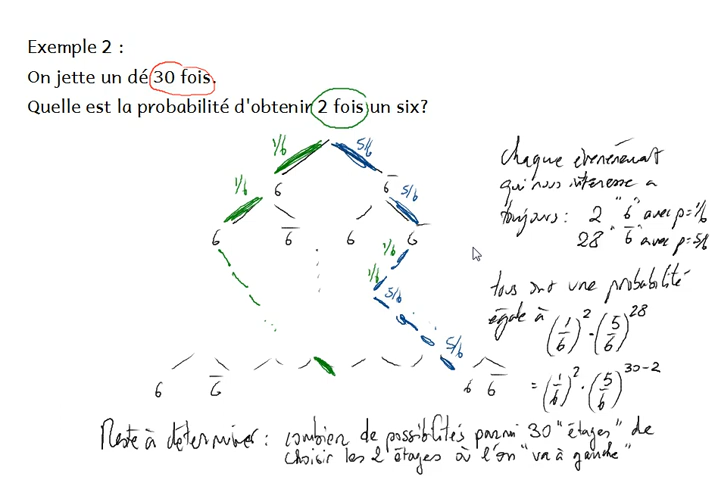 Exemple 2 :
On jette un dé 30 fois.
Quelle est la probabilité d'obtenir 2 fois un six?
1/6 5/6
1/6 6 6̅ 5/6
6 6̅ 6 6̅
1/6
1/6
5/6
5/6
6 6̅ 6 6̅
Chaque évènement
qui nous intéresse a
toujours : 2 "6" avec p=1/6
28 "6̅" avec p=5/6
tous ont une probabilité
égale à (1/6)^2 · (5/6)^28
= (1/6)^2 · (5/6)^30-2
Reste à déterminer : combien de possibilités parmi 30 "étages" de
choisir les 2 étages où l'on "va à gauche"